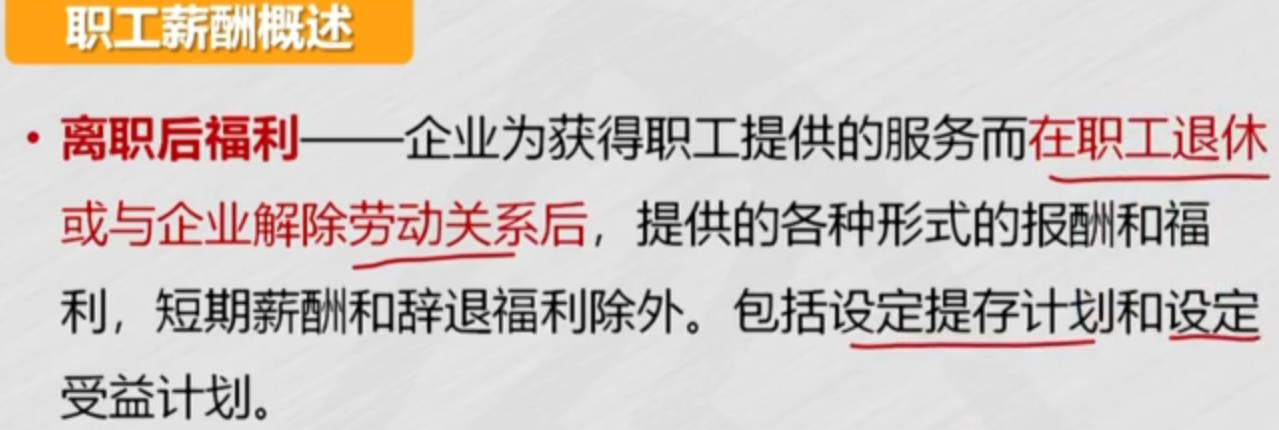 职工薪酬概述
• 离职后福利——企业为获得职工提供的服务而在职工退休
或与企业解除劳动关系后，提供的各种形式的报酬和福
利，短期薪酬和辞退福利除外。包括设定提存计划和设定
受益计划。